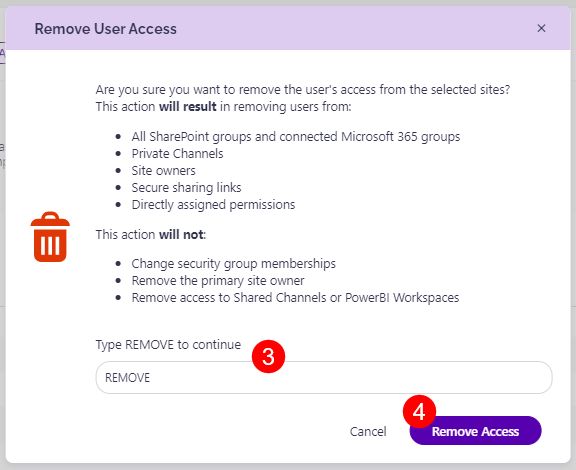 Remove User Access
Are you sure you want to remove the user's access from the selected sites?
This action will result in removing users from:
• All SharePoint groups and connected Microsoft 365 groups
• Private Channels
• Site owners
• Secure sharing links
• Directly assigned permissions
This action will not:
• Change security group memberships
• Remove the primary site owner
• Remove access to Shared Channels or PowerBI Workspaces
Type REMOVE to continue
3
REMOVE
4
Cancel
Remove Access